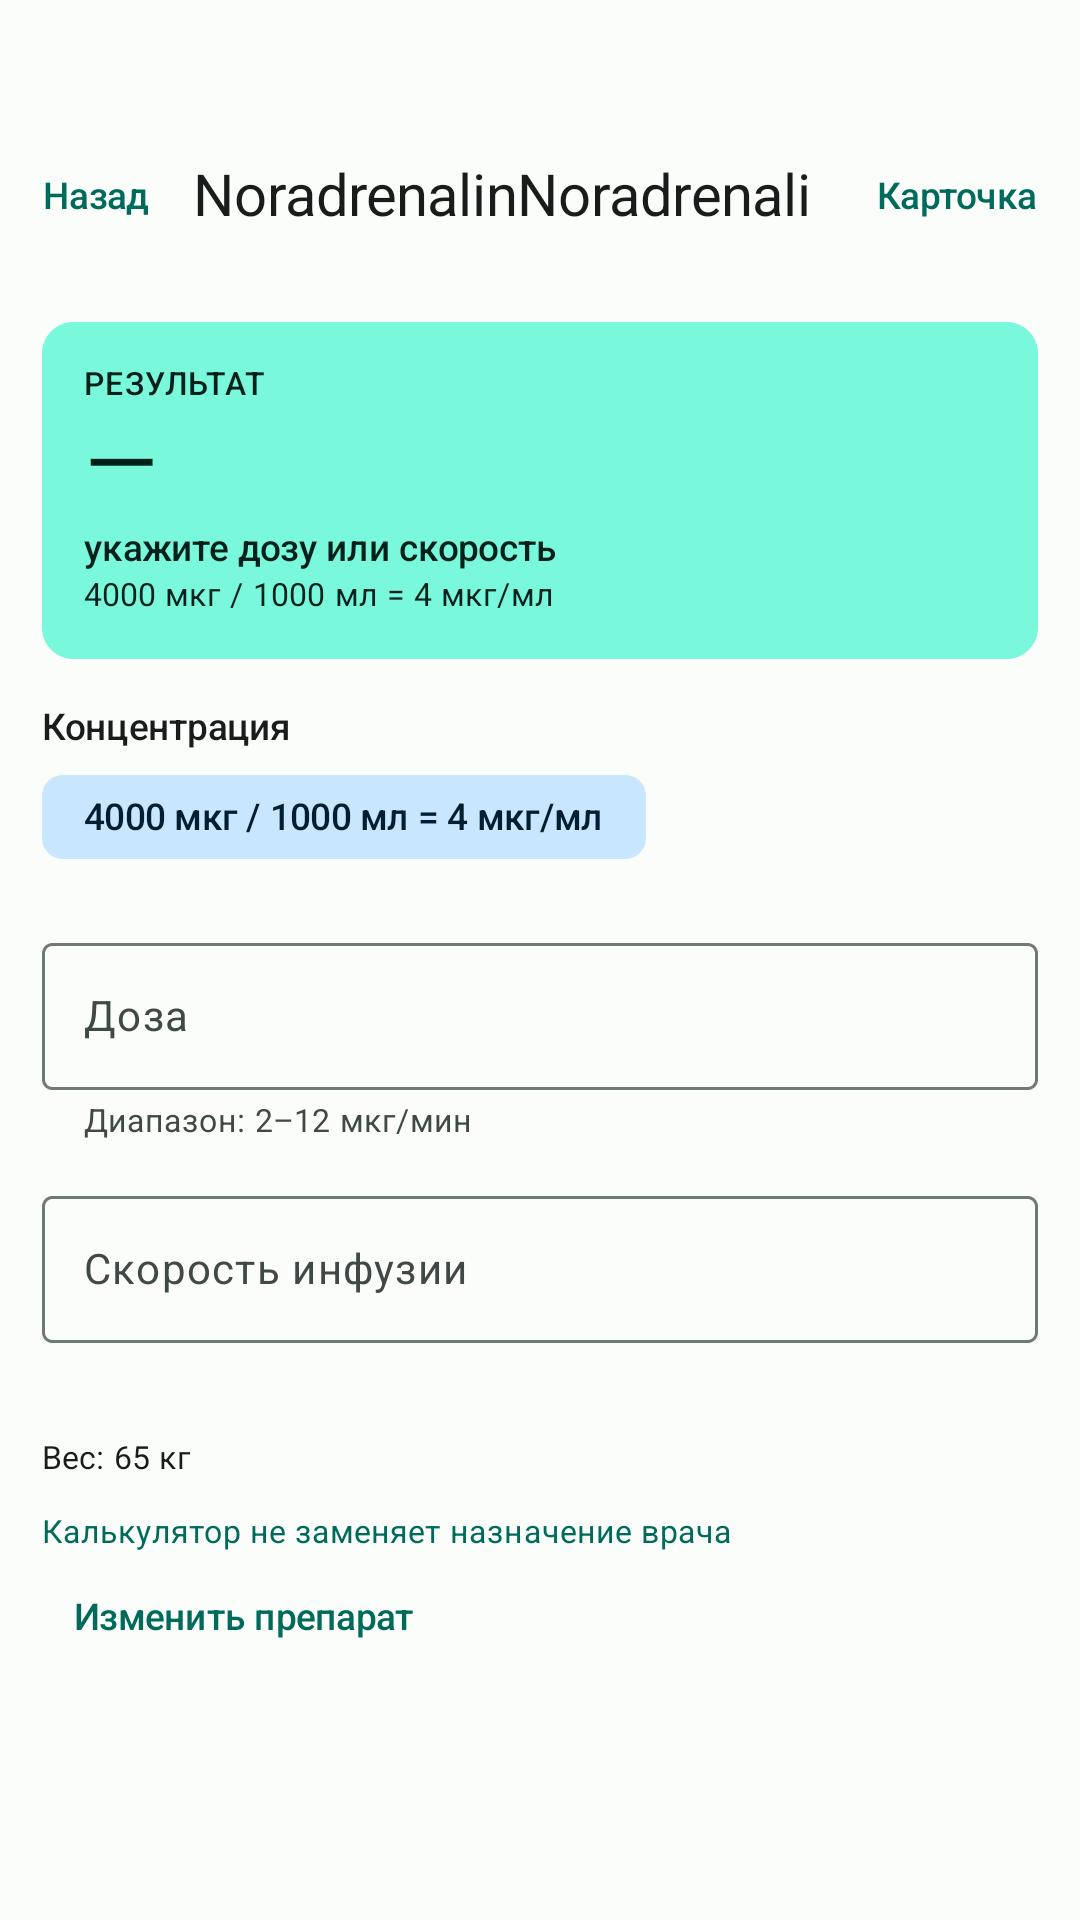 Назад NoradrenalinNoradrenali Карточка
РЕЗУЛЬТАТ
—
укажите дозу или скорость
4000 мкг / 1000 мл = 4 мкг/мл
Концентрация
4000 мкг / 1000 мл = 4 мкг/мл
Доза
Диапазон: 2–12 мкг/мин
Скорость инфузии
Вес: 65 кг
Калькулятор не заменяет назначение врача
Изменить препарат